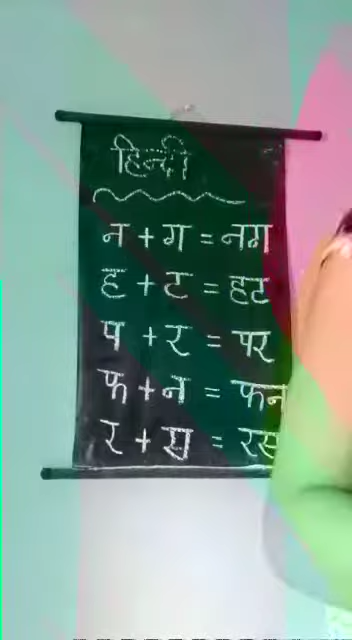 हिन्दी
न + ग = नग
ह + ट = हट
प + र = पर
फ + न = फन
र + स = रस